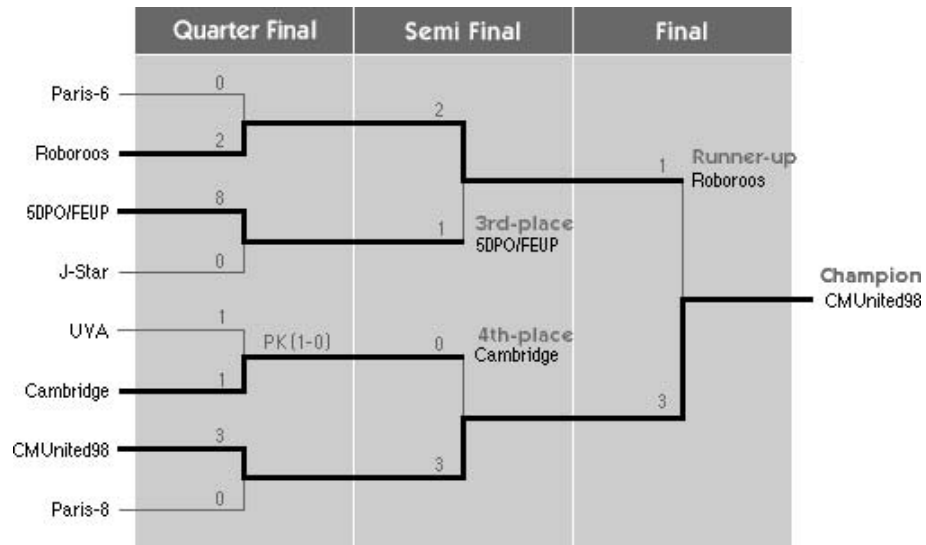 Quarter Final
Semi Final
Final
Paris-6
0
2
Roboroos
2
1
Runner-up
Roboroos
5DPO/FEUP
8
1
3rd-place
5DPO/FEUP
J-Star
0
Champion
CMUnited98
UVA
1
PK(1-0)
0
4th-place
Cambridge
Cambridge
1
3
CMUnited98
3
3
Paris-8
0